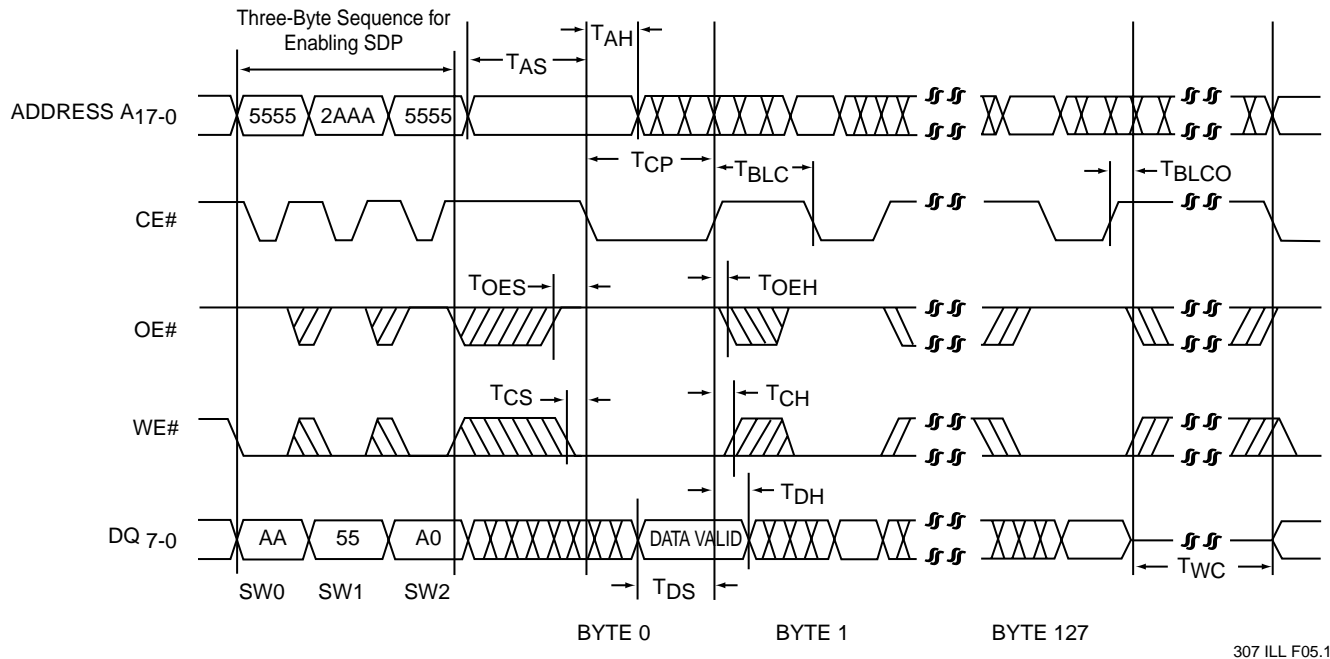 Three-Byte Sequence for
Enabling SDP
TAH
TAS
ADDRESS A17-0
5555 2AAA 5555
TCP
TBLC
TBLCO
CE#
TOES
TOEH
OE#
TCS
TCH
WE#
TDH
DQ 7-0
AA 55 A0
DATA VALID
SW0 SW1 SW2
TDS
TWC
BYTE 0 BYTE 1 BYTE 127
307 ILL F05.1